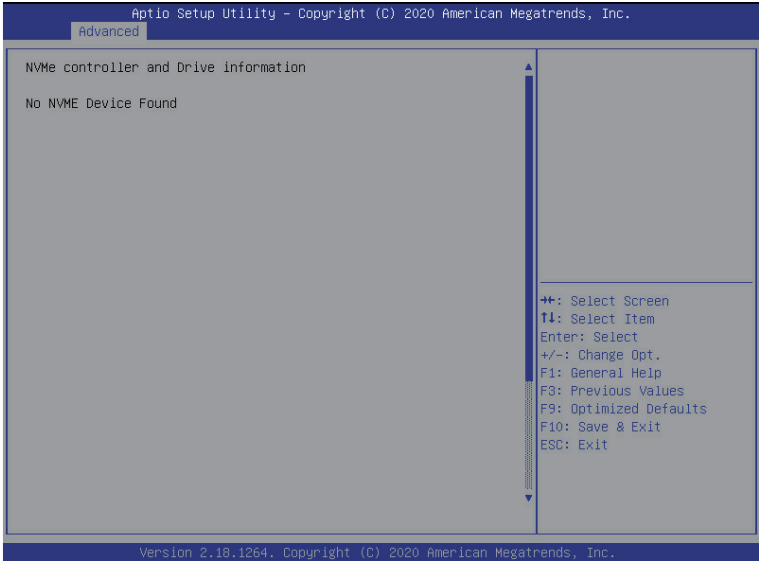 Aptio Setup Utility – Copyright (C) 2020 American Megatrends, Inc.
Advanced
NVMe controller and Drive information
No NVME Device Found
→←: Select Screen
↑↓: Select Item
Enter: Select
+/-: Change Opt.
F1: General Help
F3: Previous Values
F9: Optimized Defaults
F10: Save & Exit
ESC: Exit
Version 2.18.1264. Copyright (C) 2020 American Megatrends, Inc.